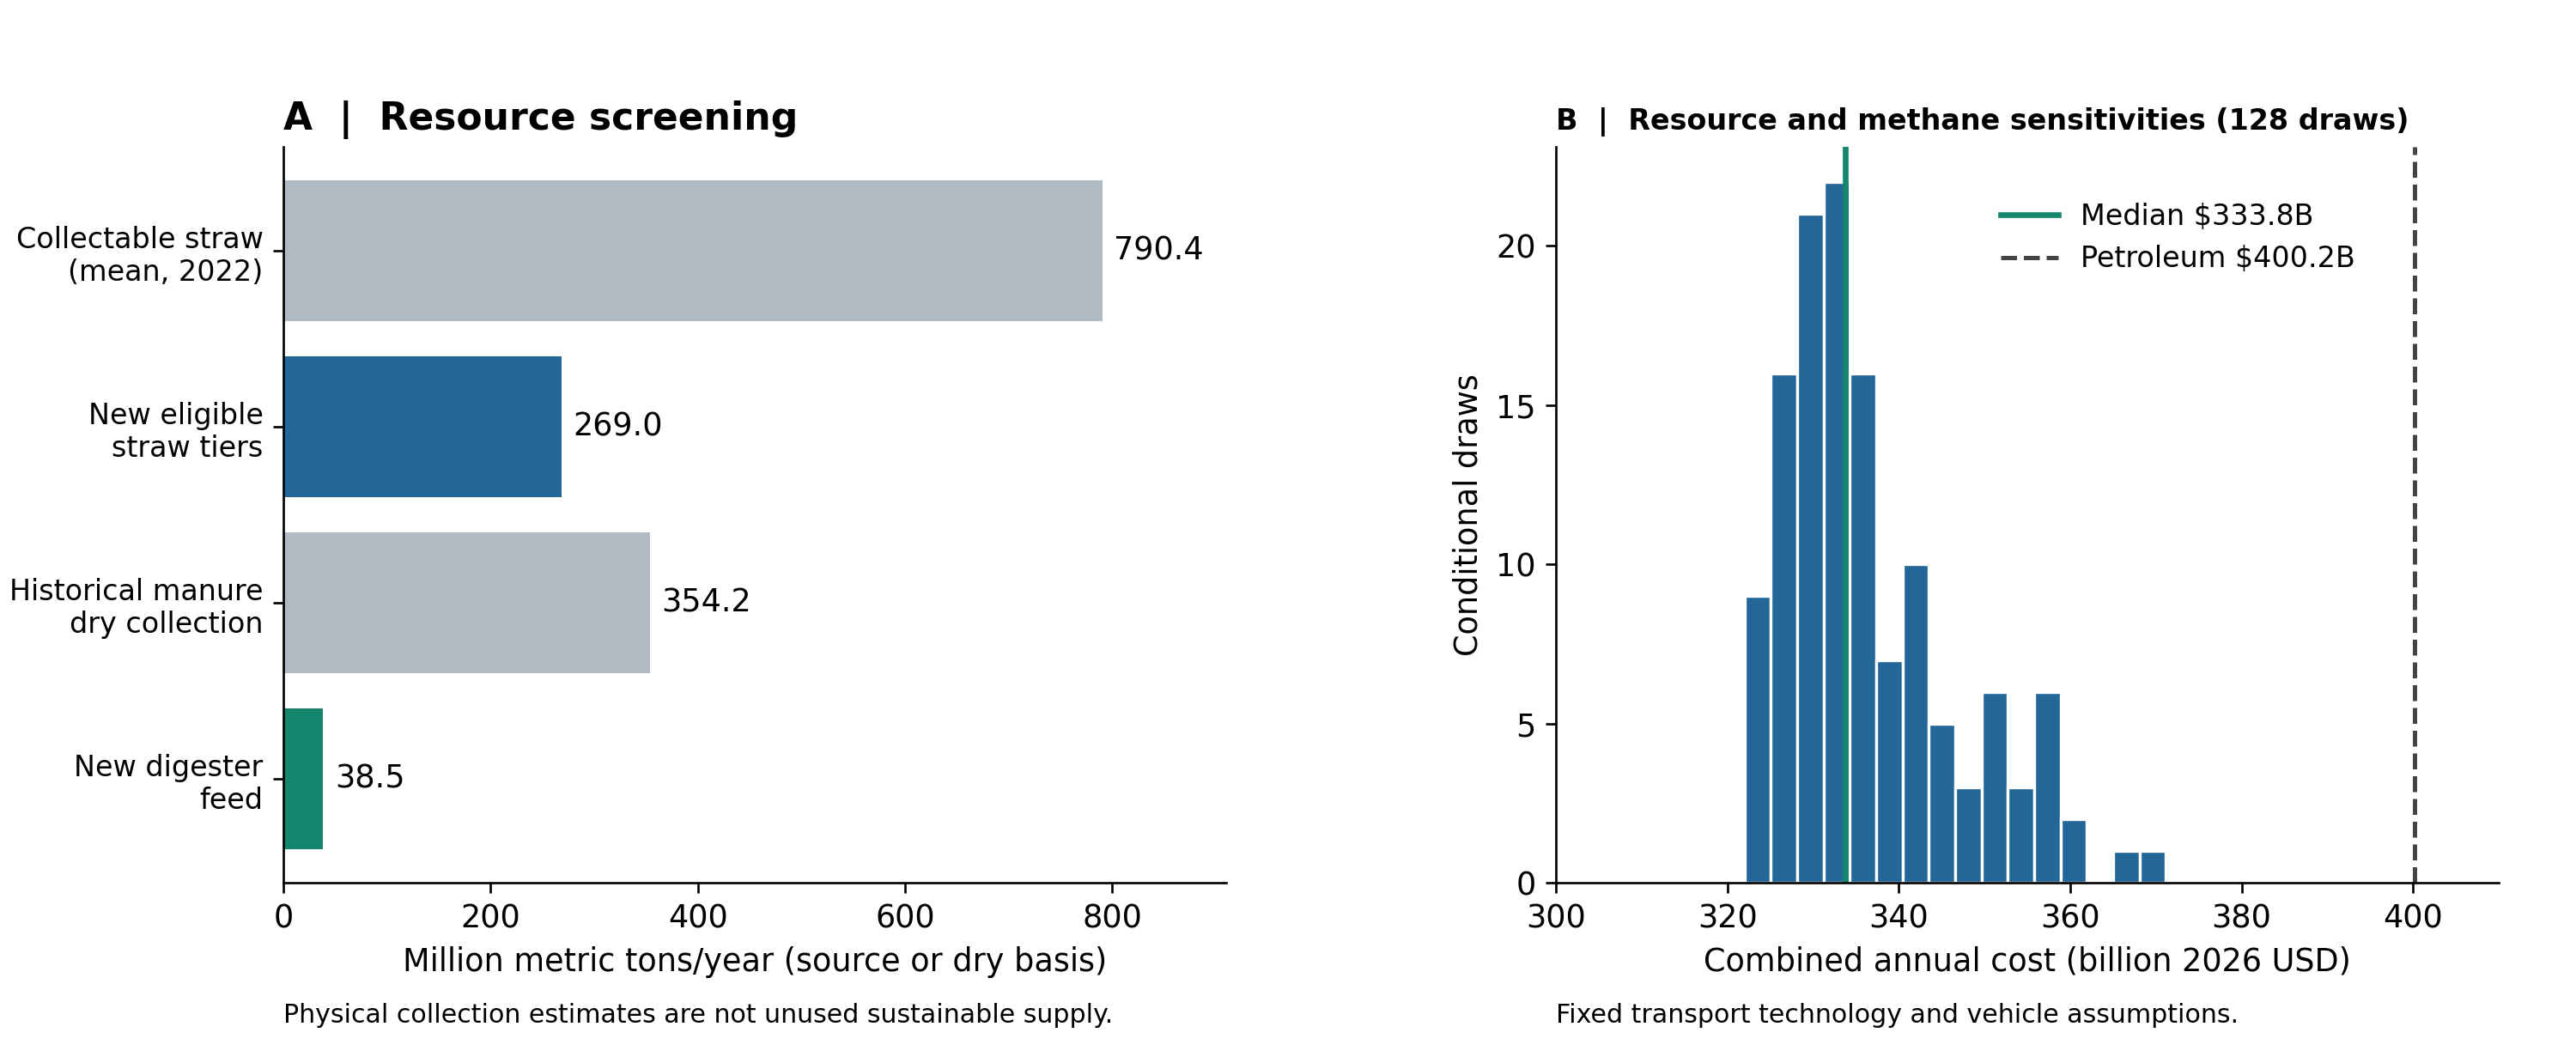 A | Resource screening
Collectable straw
(mean, 2022)
790.4
New eligible
straw tiers
269.0
Historical manure
dry collection
354.2
New digester
feed
38.5
0 200 400 600 800
Million metric tons/year (source or dry basis)
Physical collection estimates are not unused sustainable supply.
B | Resource and methane sensitivities (128 draws)
Median $333.8B
Petroleum $400.2B
Conditional draws
20
15
10
5
0
300 320 340 360 380 400
Combined annual cost (billion 2026 USD)
Fixed transport technology and vehicle assumptions.